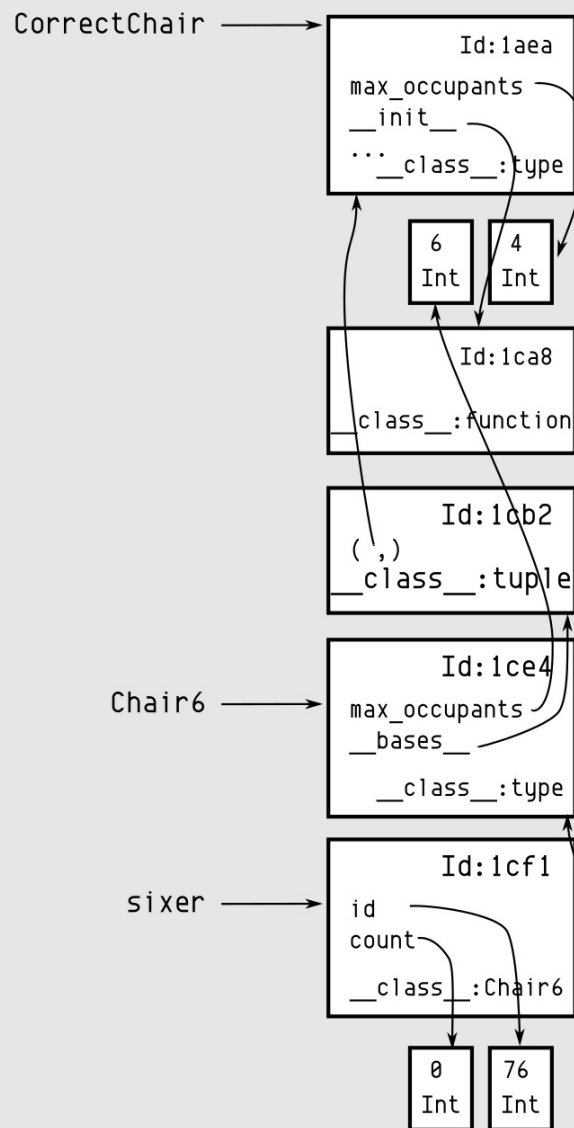 CorrectChair
Id:1aea
max_occupants
__init__
...
__class__:type
6
Int
4
Int
Id:1ca8
__class__:function
Id:1cb2
( ,)
__class__:tuple
Id:1ce4
Chair6
max_occupants
__bases__
__class__:type
Id:1cf1
sixer
id
count
__class__:Chair6
0
Int
76
Int